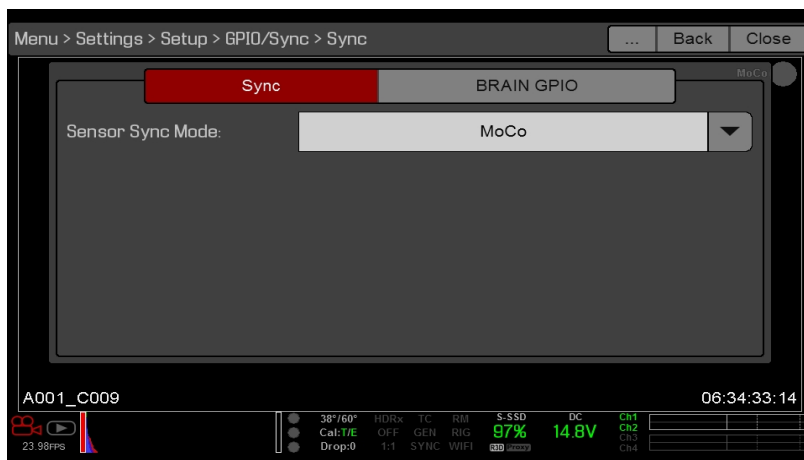 Menu > Settings > Setup > GPIO/Sync > Sync ... Back Close
MoCo
Sync BRAIN GPIO
Sensor Sync Mode: MoCo
A001_C009 06:34:33:14
38°/60° HDRx TC RM S-SSD DC Ch1
Cal:T/E OFF GEN RIG 97% 14.8V Ch2
Ch3
23.98FPS Drop:0 1:1 SYNC WIFI R3D Proxy Ch4